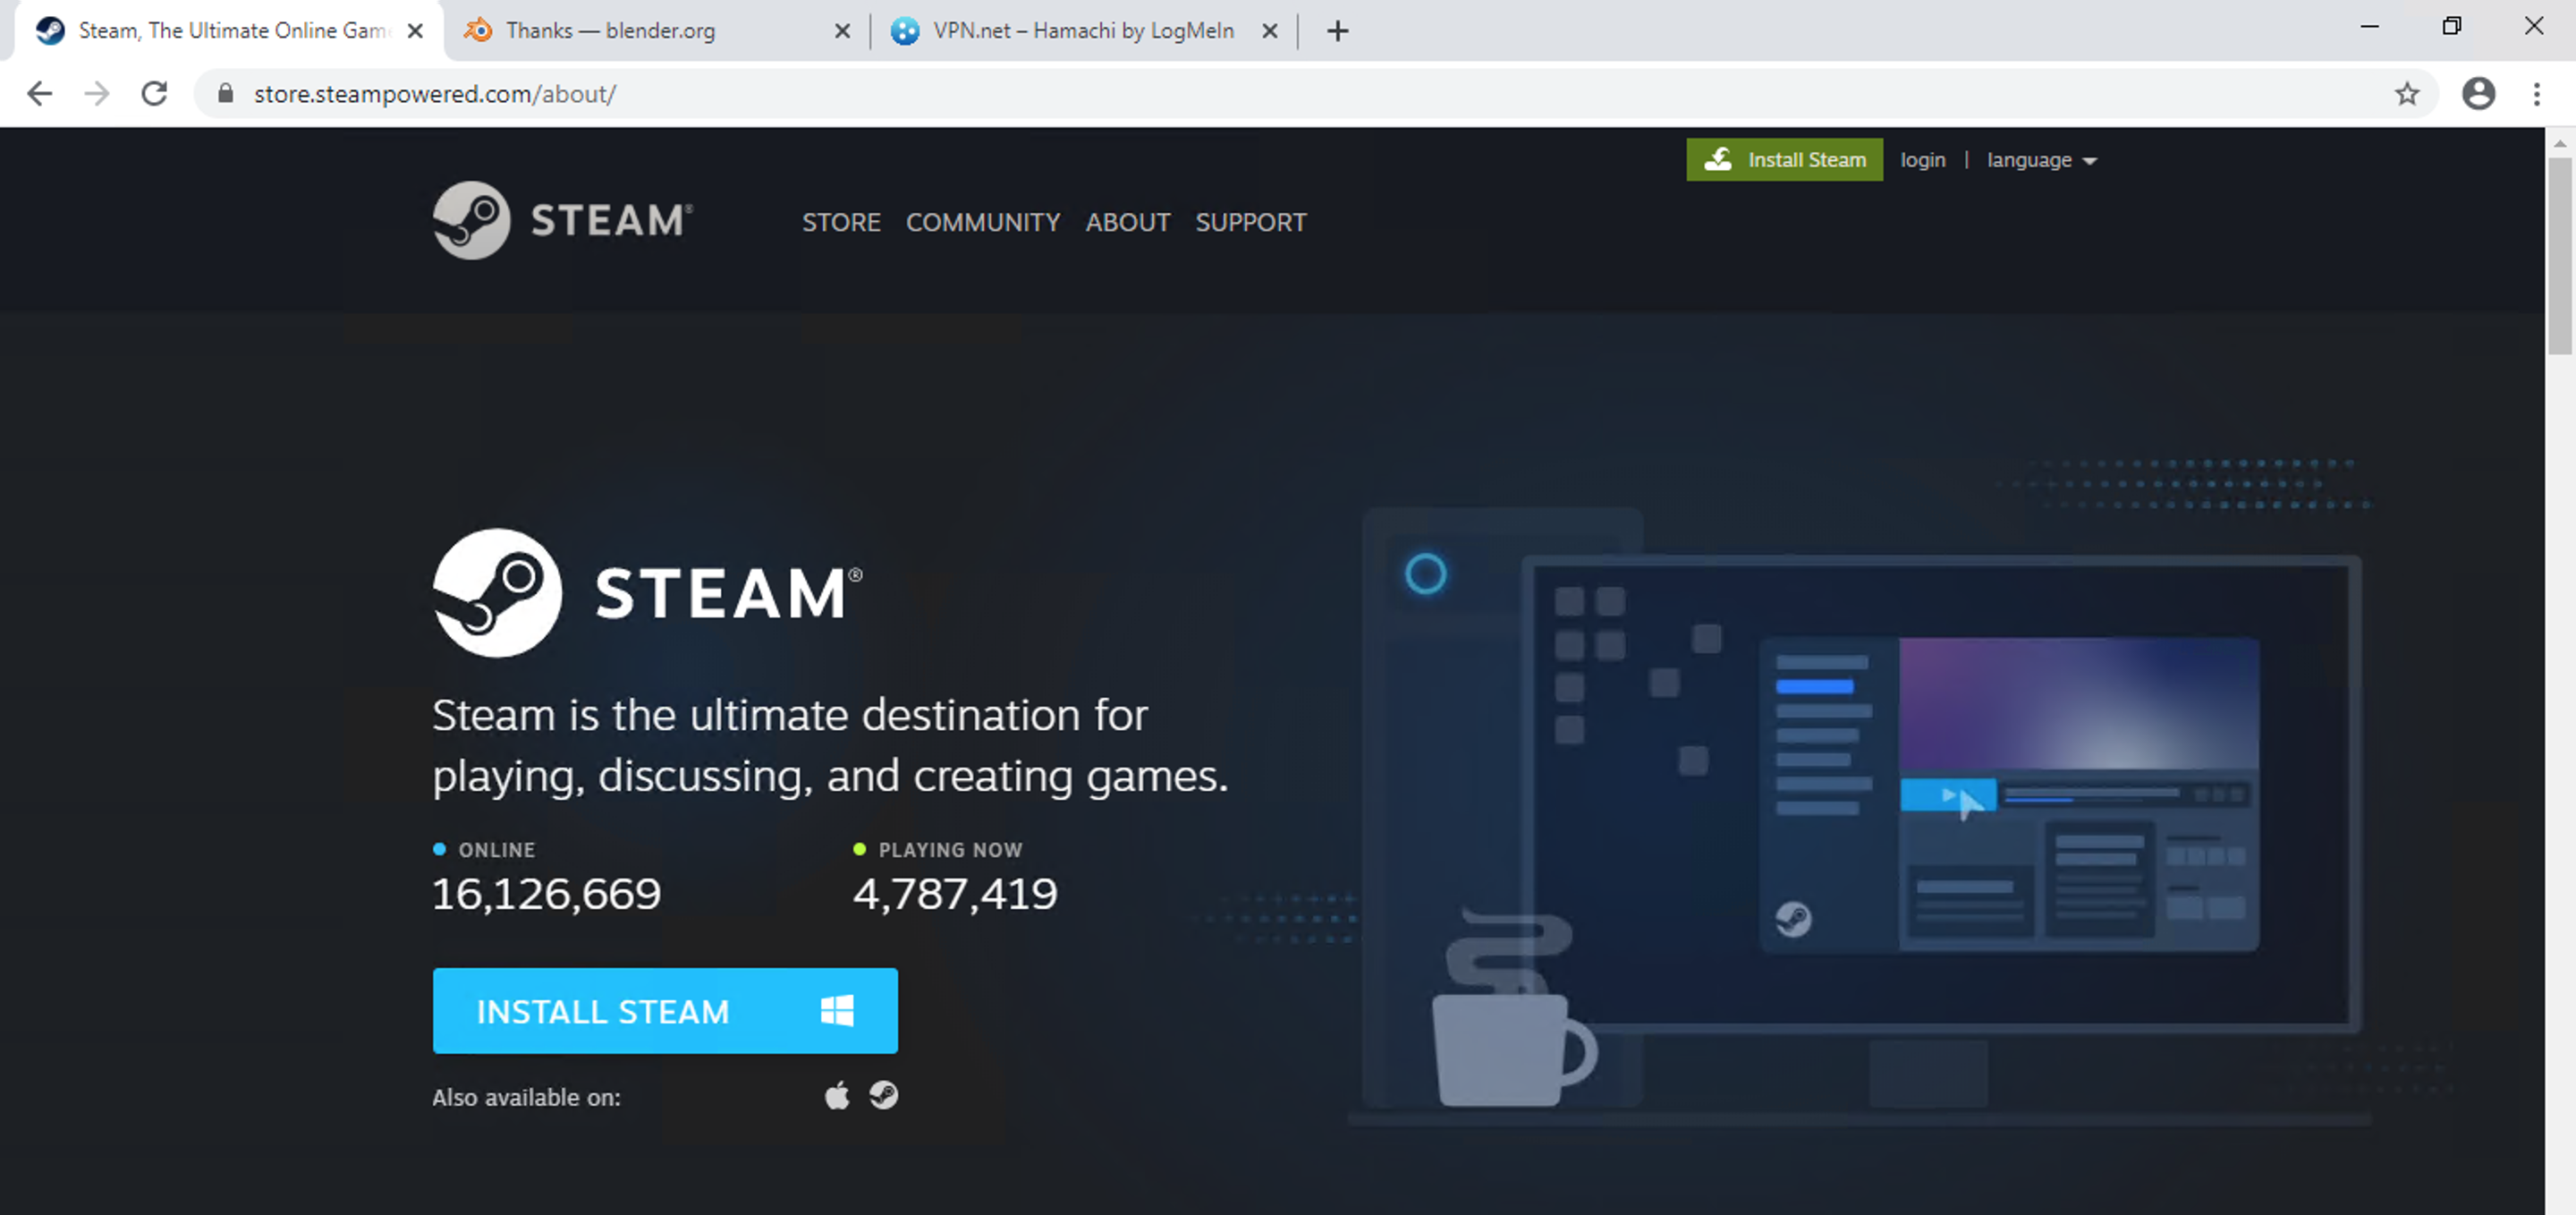 Steam, The Ultimate Online Gam
Thanks — blender.org
VPN.net – Hamachi by LogMeIn
store.steampowered.com/about/
Install Steam
login | language
STEAM®
STORE COMMUNITY ABOUT SUPPORT
STEAM®
Steam is the ultimate destination for
playing, discussing, and creating games.
ONLINE PLAYING NOW
16,126,669 4,787,419
INSTALL STEAM
Also available on: